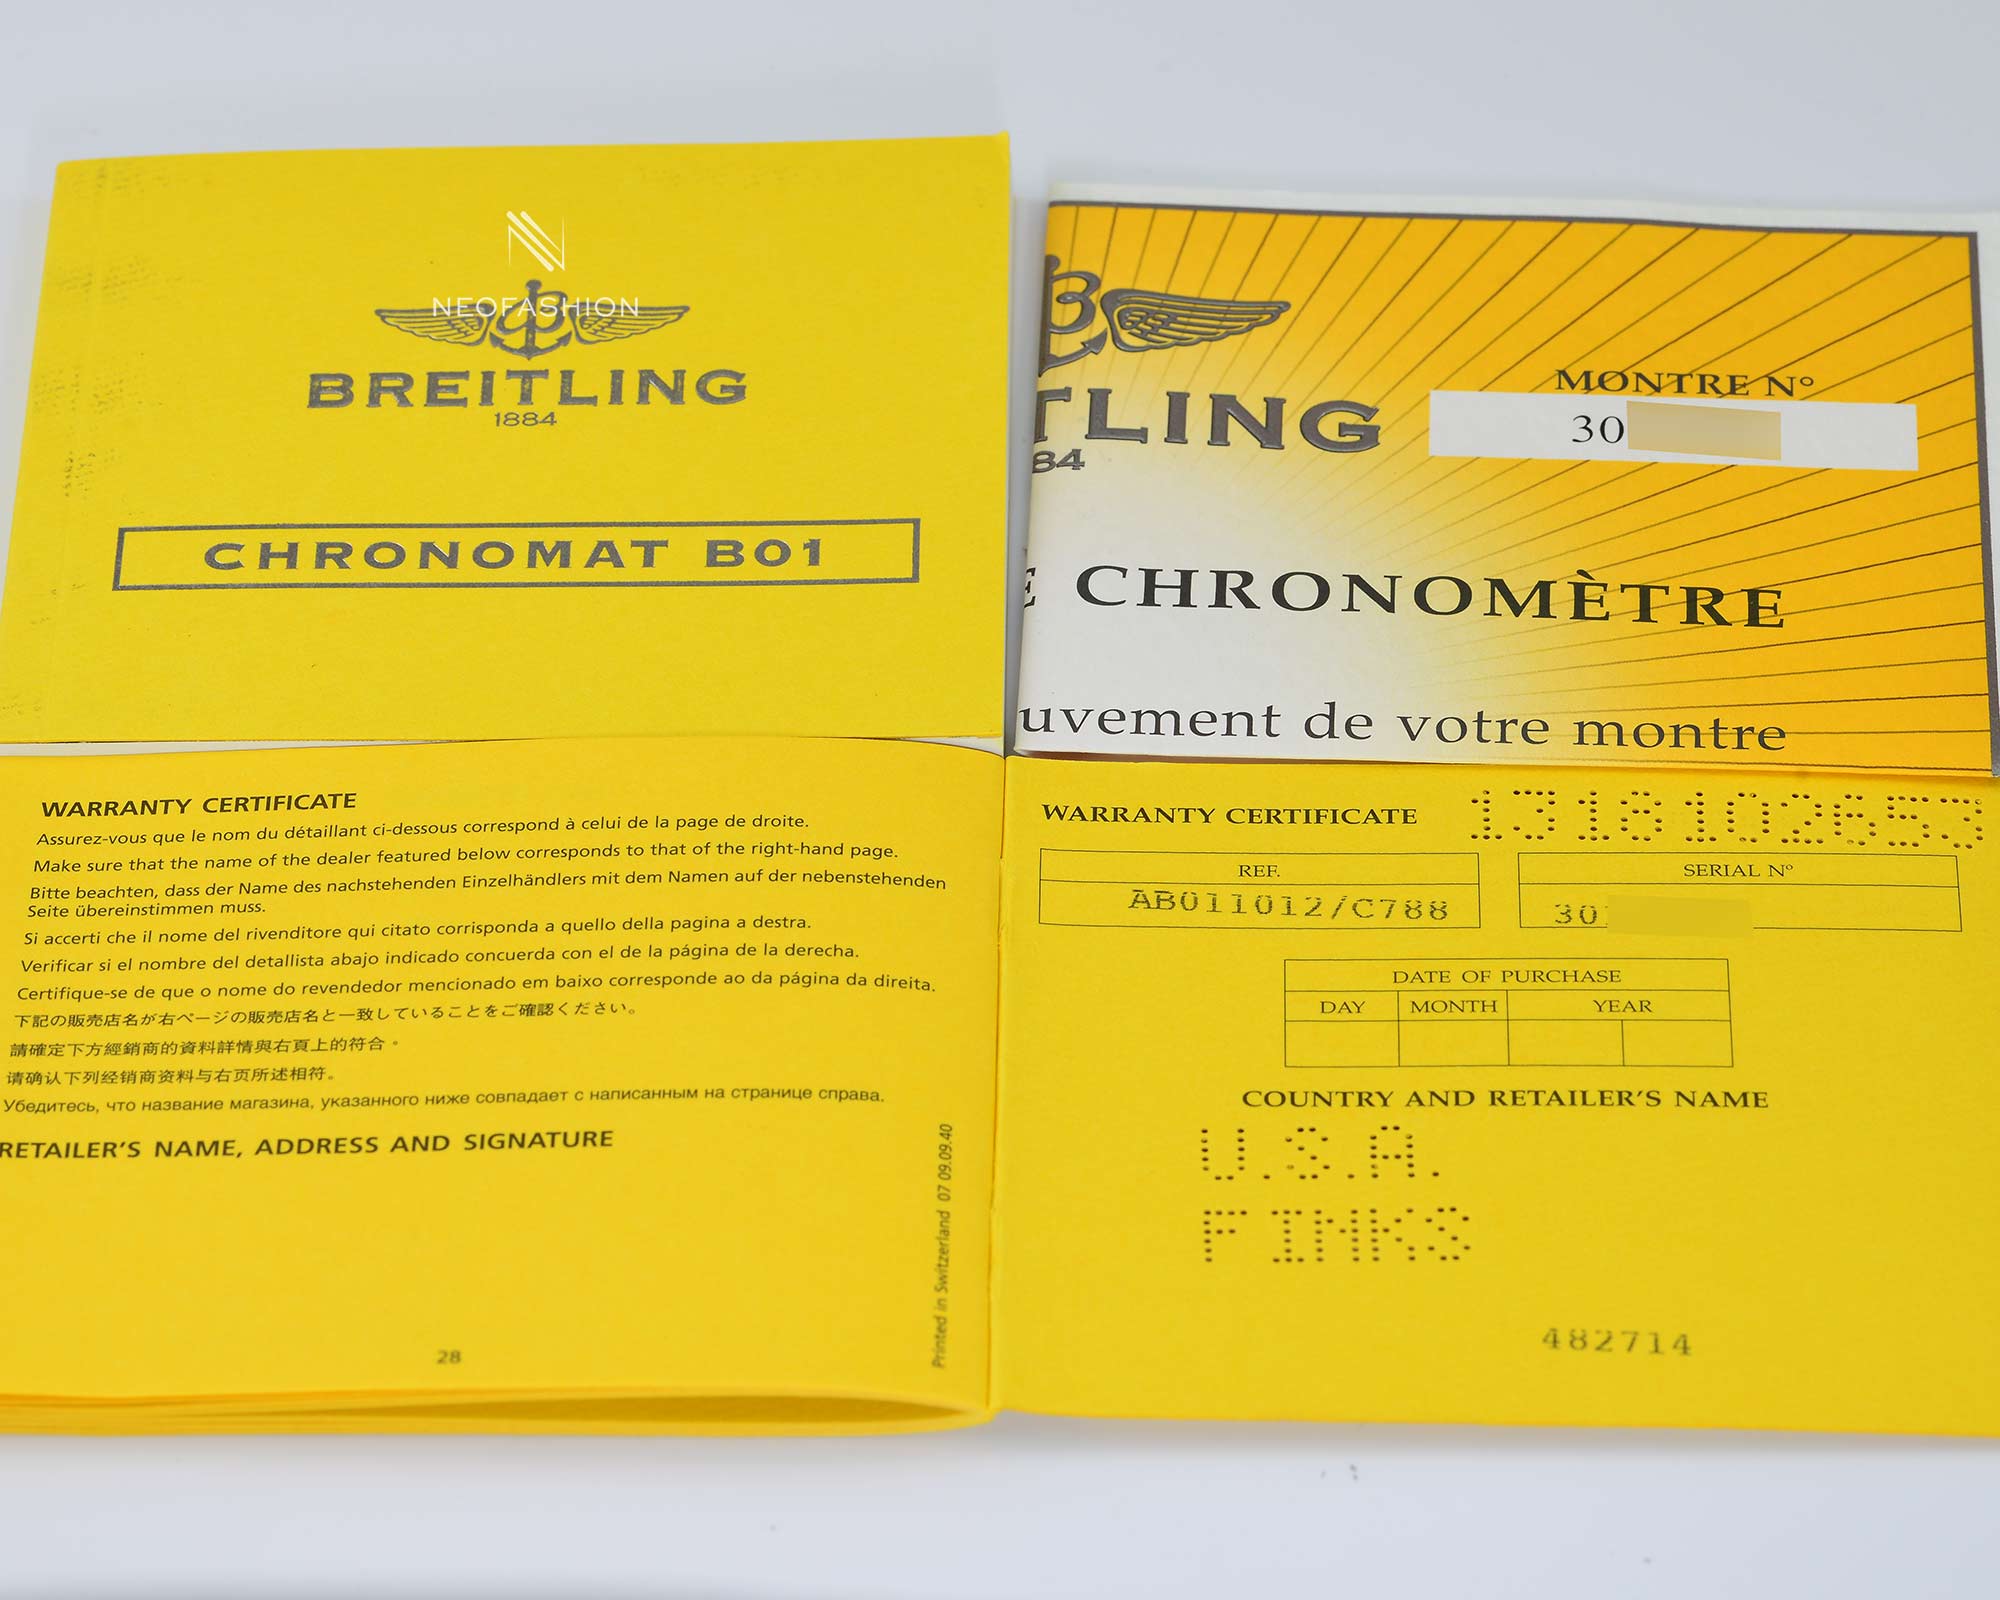 NEOFASHION
BREITLING
1884
CHRONOMAT B01
TLING
84
MONTRE N°
30
E CHRONOMÈTRE
uvement de votre montre
WARRANTY CERTIFICATE
Assurez-vous que le nom du détaillant ci-dessous correspond à celui de la page de droite.
Make sure that the name of the dealer featured below corresponds to that of the right-hand page.
Bitte beachten, dass der Name des nachstehenden Einzelhändlers mit dem Namen auf der nebenstehenden
Seite übereinstimmen muss.
Si accerti che il nome del rivenditore qui citato corrisponda a quello della pagina a destra.
Verificar si el nombre del detallista abajo indicado concuerda con el de la página de la derecha.
Certifique-se de que o nome do revendedor mencionado em baixo corresponde ao da página da direita.
下記の販売店名が右ページの販売店名と一致していることをご確認ください。
請確定下方經銷商的資料詳情與右頁上的符合。
请确认下列经销商资料与右页所述相符。
Убедитесь, что название магазина, указанного ниже совпадает с написанным на странице справа.
RETAILER'S NAME, ADDRESS AND SIGNATURE
28
Printed in Switzerland 07 09.09.40
WARRANTY CERTIFICATE
1318102653
REF.
AB011012/C788
SERIAL N°
30
DATE OF PURCHASE
DAY MONTH YEAR
COUNTRY AND RETAILER'S NAME
U.S.A.
FINKS
482714